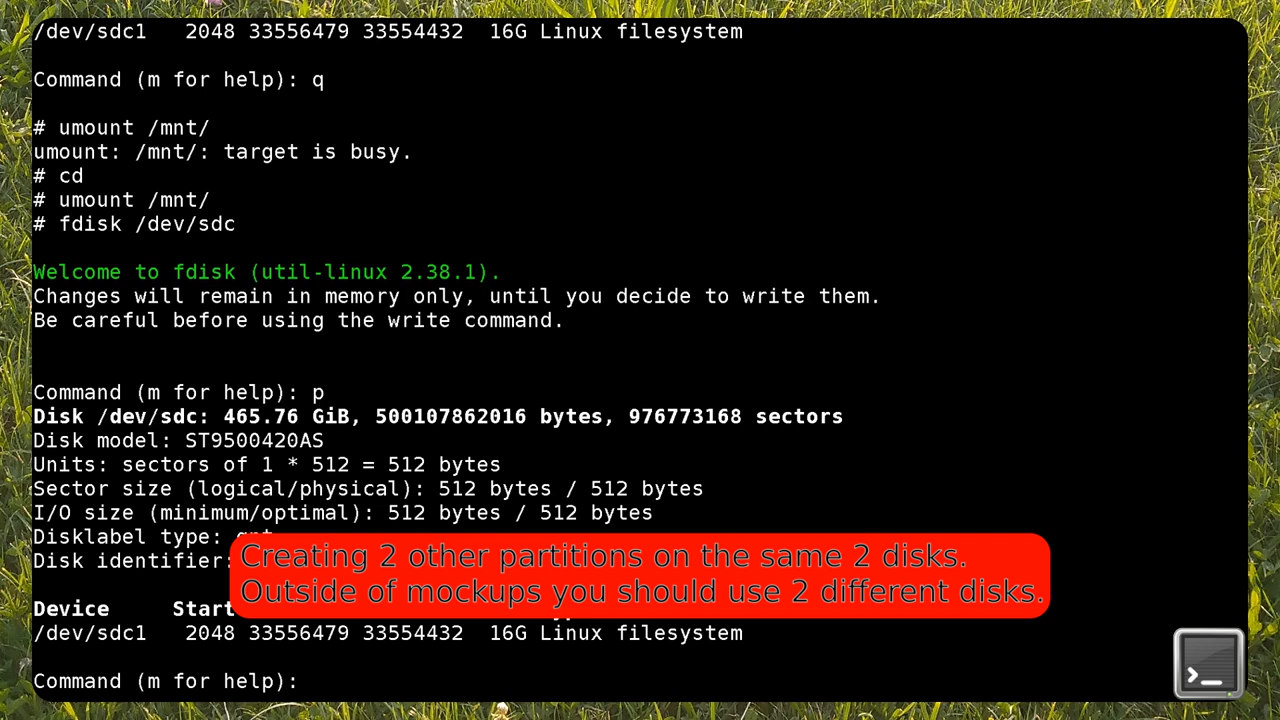 /dev/sdc1   2048 33556479 33554432  16G Linux filesystem
Command (m for help): q
# umount /mnt/
umount: /mnt/: target is busy.
# cd
# umount /mnt/
# fdisk /dev/sdc
Welcome to fdisk (util-linux 2.38.1).
Changes will remain in memory only, until you decide to write them.
Be careful before using the write command.
Command (m for help): p
Disk /dev/sdc: 465.76 GiB, 500107862016 bytes, 976773168 sectors
Disk model: ST9500420AS
Units: sectors of 1 * 512 = 512 bytes
Sector size (logical/physical): 512 bytes / 512 bytes
I/O size (minimum/optimal): 512 bytes / 512 bytes
Disklabel type: gpt
Disk identifier:
Creating 2 other partitions on the same 2 disks.
Outside of mockups you should use 2 different disks.
Device     Start
/dev/sdc1   2048 33556479 33554432  16G Linux filesystem
Command (m for help):
>_